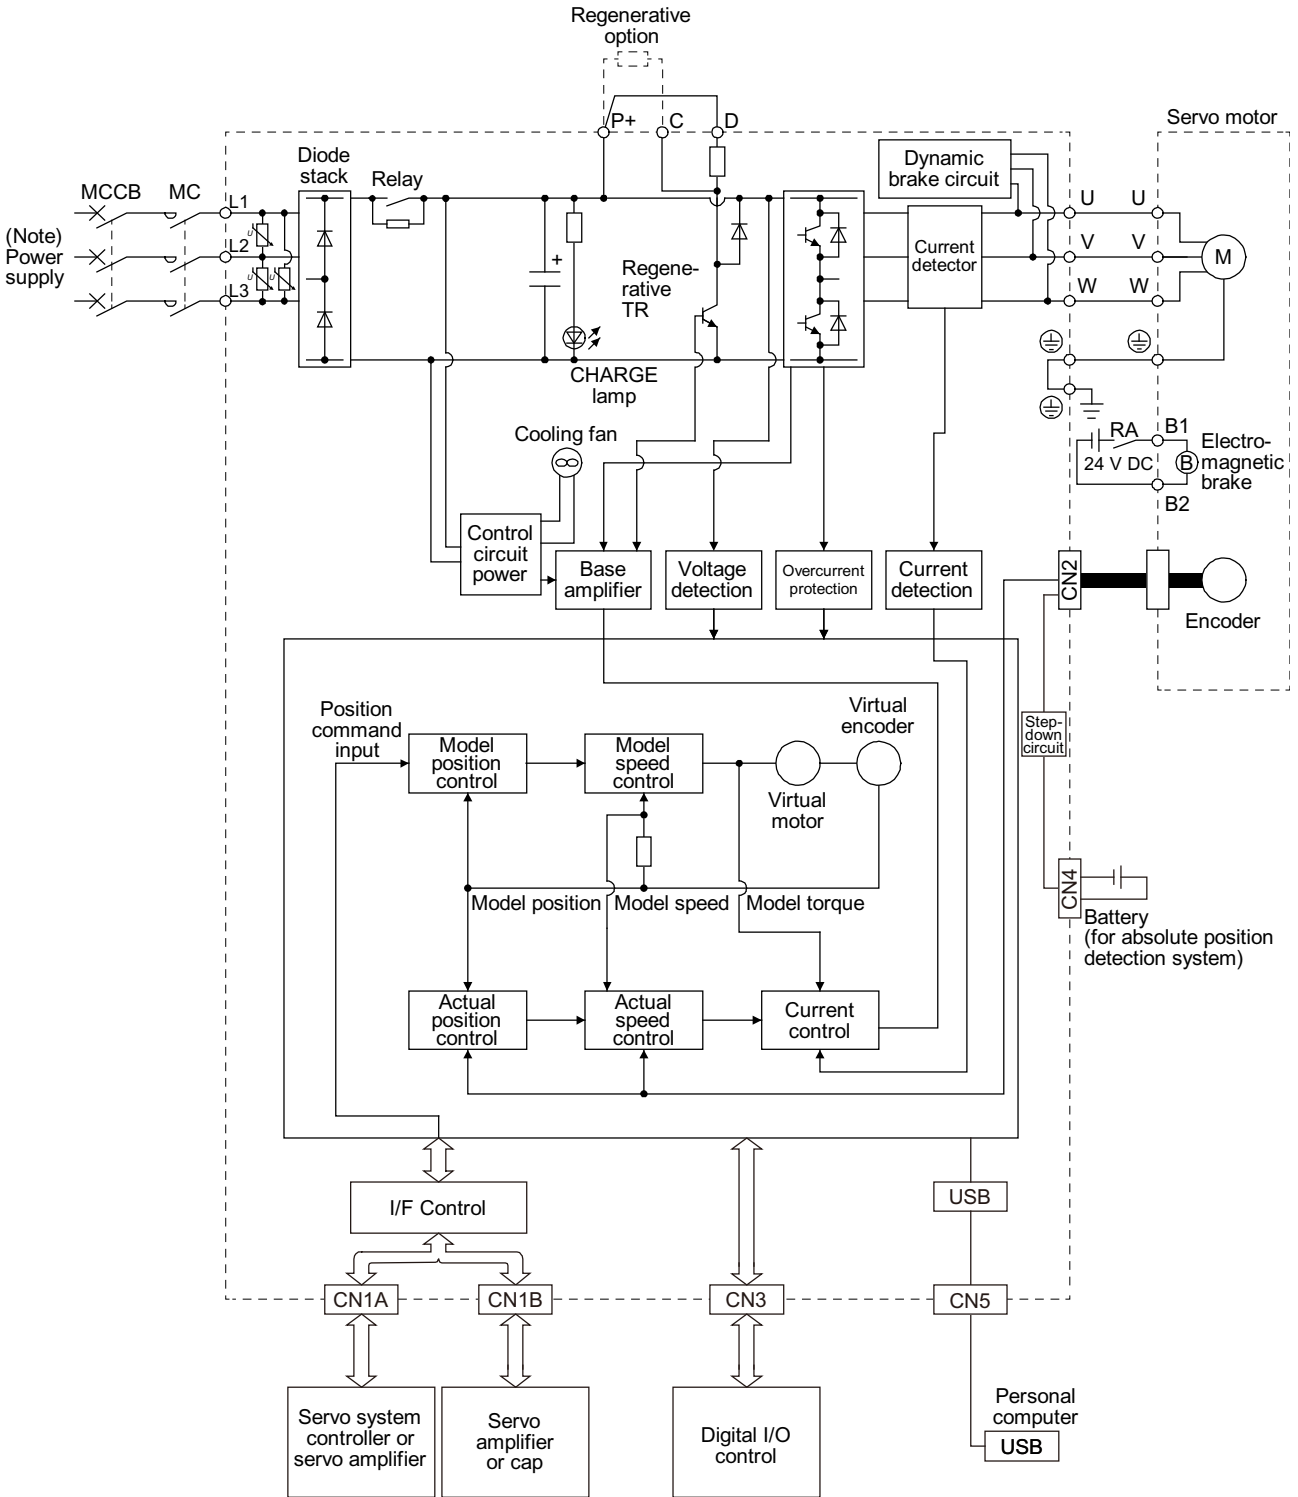 Regenerative
option
P+
C
D
Servo motor
Diode
stack
Relay
Dynamic
brake circuit
MCCB
MC
L1
L2
L3
(Note)
Power
supply
U
U
V
V
W
W
Current
detector
M
U
U
U
+
Regene-
rative
TR
CHARGE
lamp
Cooling fan
RA
24 V DC
B1
B
B2
Electro-
magnetic
brake
Control
circuit
power
Base
amplifier
Voltage
detection
Overcurrent
protection
Current
detection
CN2
Encoder
Position
command
input
Model
position
control
Model
speed
control
Virtual
encoder
Virtual
motor
Step-
down
circuit
CN4
Battery
(for absolute position
detection system)
Model position
Model speed
Model torque
Actual
position
control
Actual
speed
control
Current
control
I/F Control
USB
CN1A
CN1B
CN3
CN5
Servo system
controller or
servo amplifier
Servo
amplifier
or cap
Digital I/O
control
Personal
computer
USB